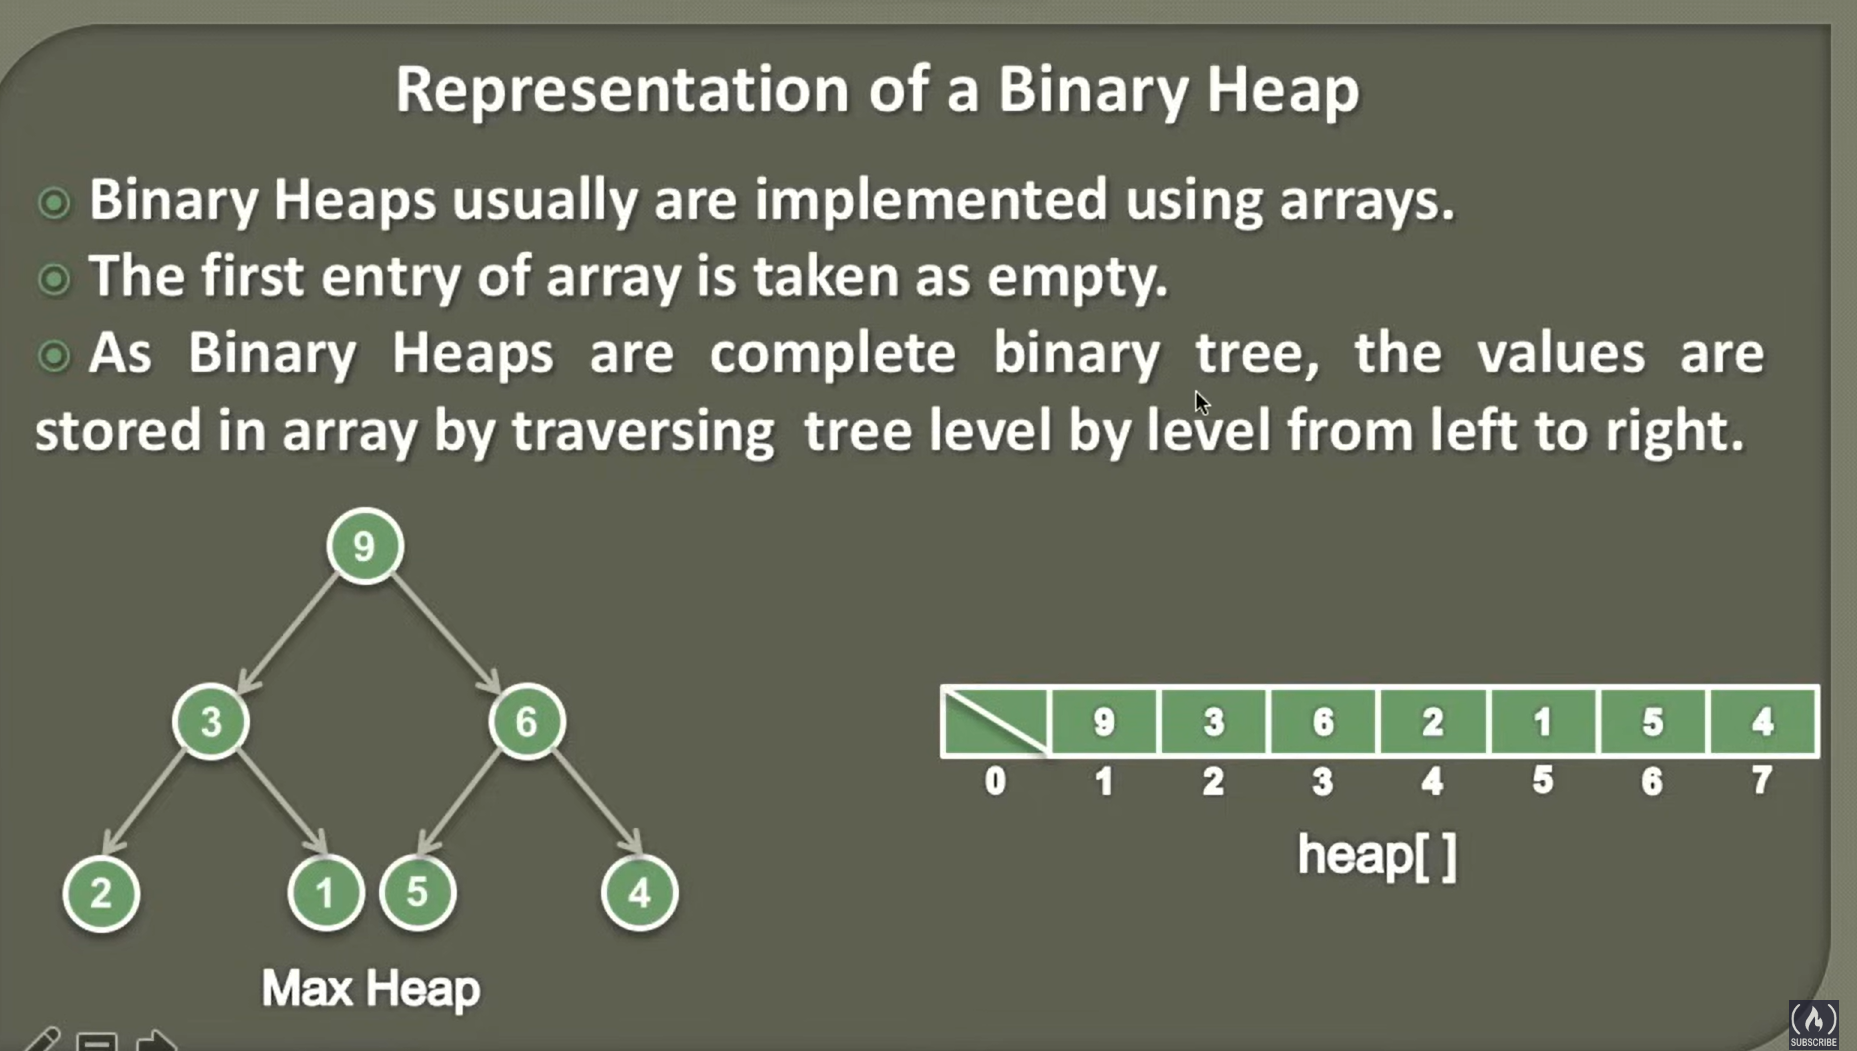 Representation of a Binary Heap
Binary Heaps usually are implemented using arrays.
The first entry of array is taken as empty.
As Binary Heaps are complete binary tree, the values are
stored in array by traversing tree level by level from left to right.
9
3 6
2 1 5 4
Max Heap
9 3 6 2 1 5 4
0 1 2 3 4 5 6 7
heap[ ]
SUBSCRIBE